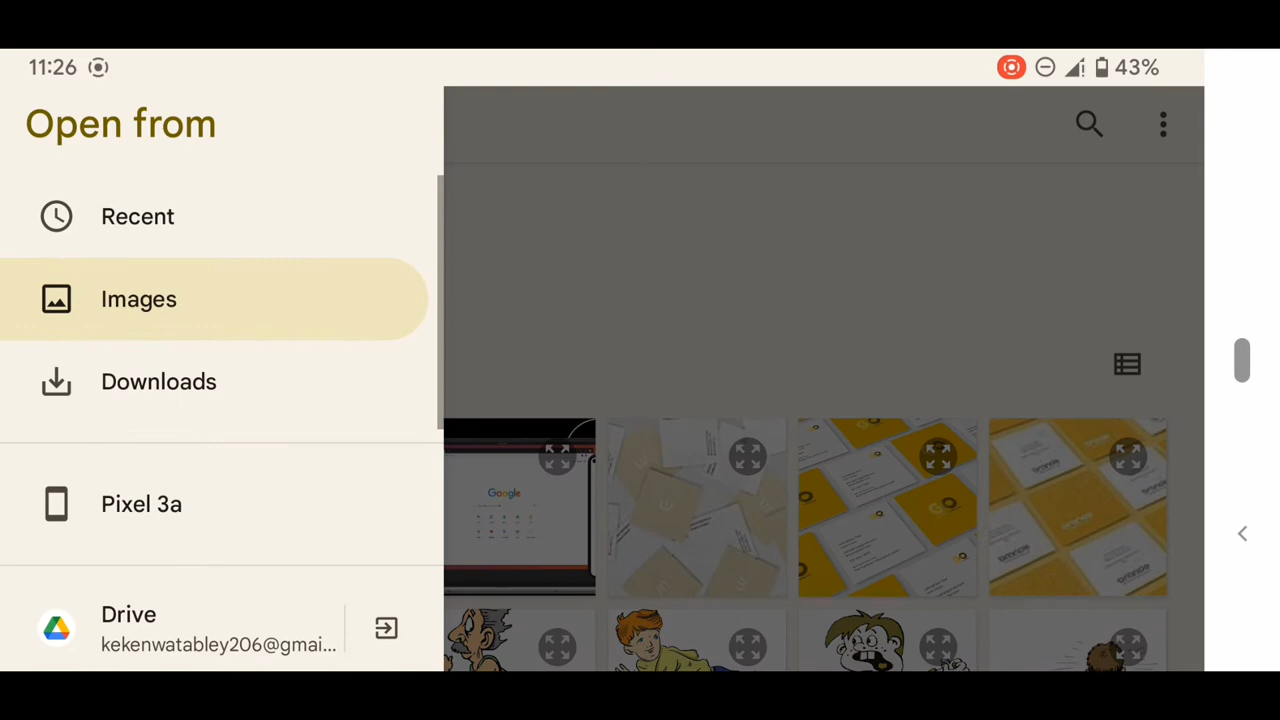 11:26
43%
Open from
Recent
Images
Downloads
Pixel 3a
Drive
kekenwatabley206@gmai...
Google